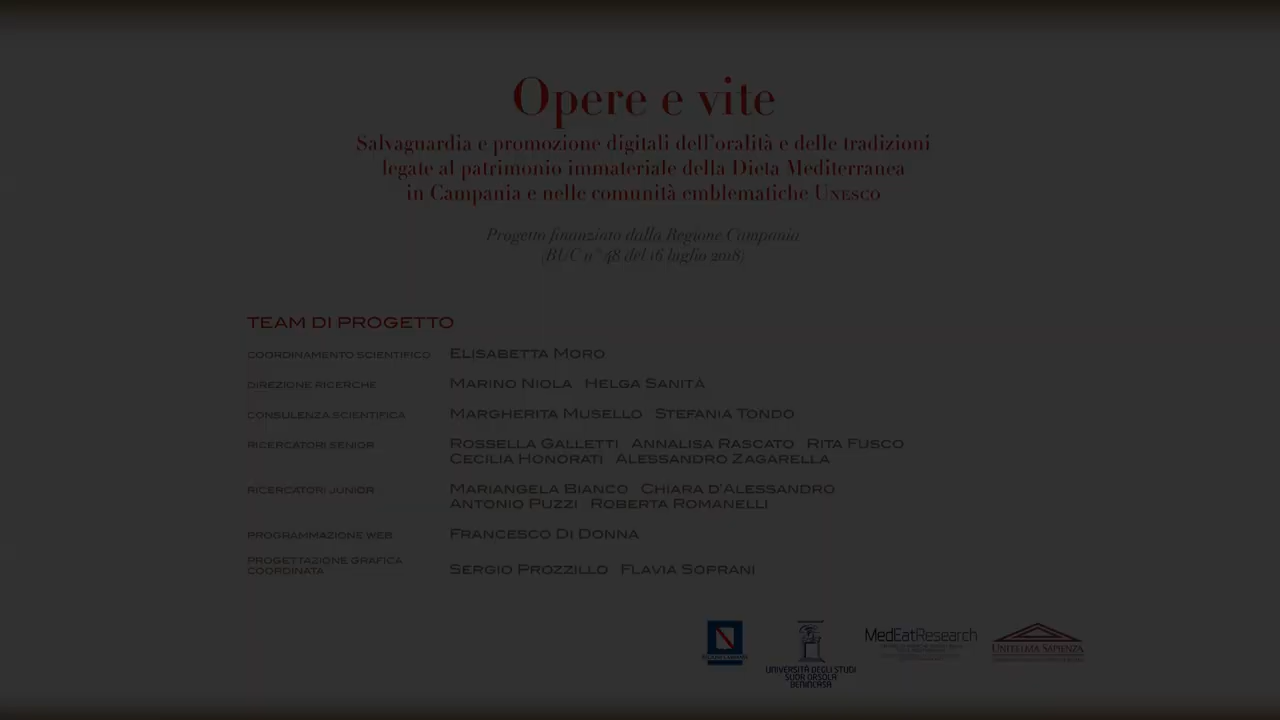 Opere e vite
Salvaguardia e promozione digitali dell'oralità e delle tradizioni
legate al patrimonio immateriale della Dieta Mediterranea
in Campania e nelle comunità emblematiche UNESCO
Progetto finanziato dalla Regione Campania
(BUC n° 48 del 16 luglio 2018)
TEAM DI PROGETTO
COORDINAMENTO SCIENTIFICO ELISABETTA MORO
DIREZIONE RICERCHE MARINO NIOLA HELGA SANITÀ
CONSULENZA SCIENTIFICA MARGHERITA MUSELLO STEFANIA TONDO
RICERCATORI SENIOR ROSSELLA GALLETTI ANNALISA RASCATO RITA FUSCO
CECILIA HONORATI ALESSANDRO ZAGARELLA
RICERCATORI JUNIOR MARIANGELA BIANCO CHIARA D'ALESSANDRO
ANTONIO PUZZI ROBERTA ROMANELLI
PROGRAMMAZIONE WEB FRANCESCO DI DONNA
PROGETTAZIONE GRAFICA
COORDINATA SERGIO PROZZILLO FLAVIA SOPRANI
MedEatResearch
UNITELMA SAPIENZA
UNIVERSITÀ DEGLI STUDI
SUOR ORSOLA
BENINCASA